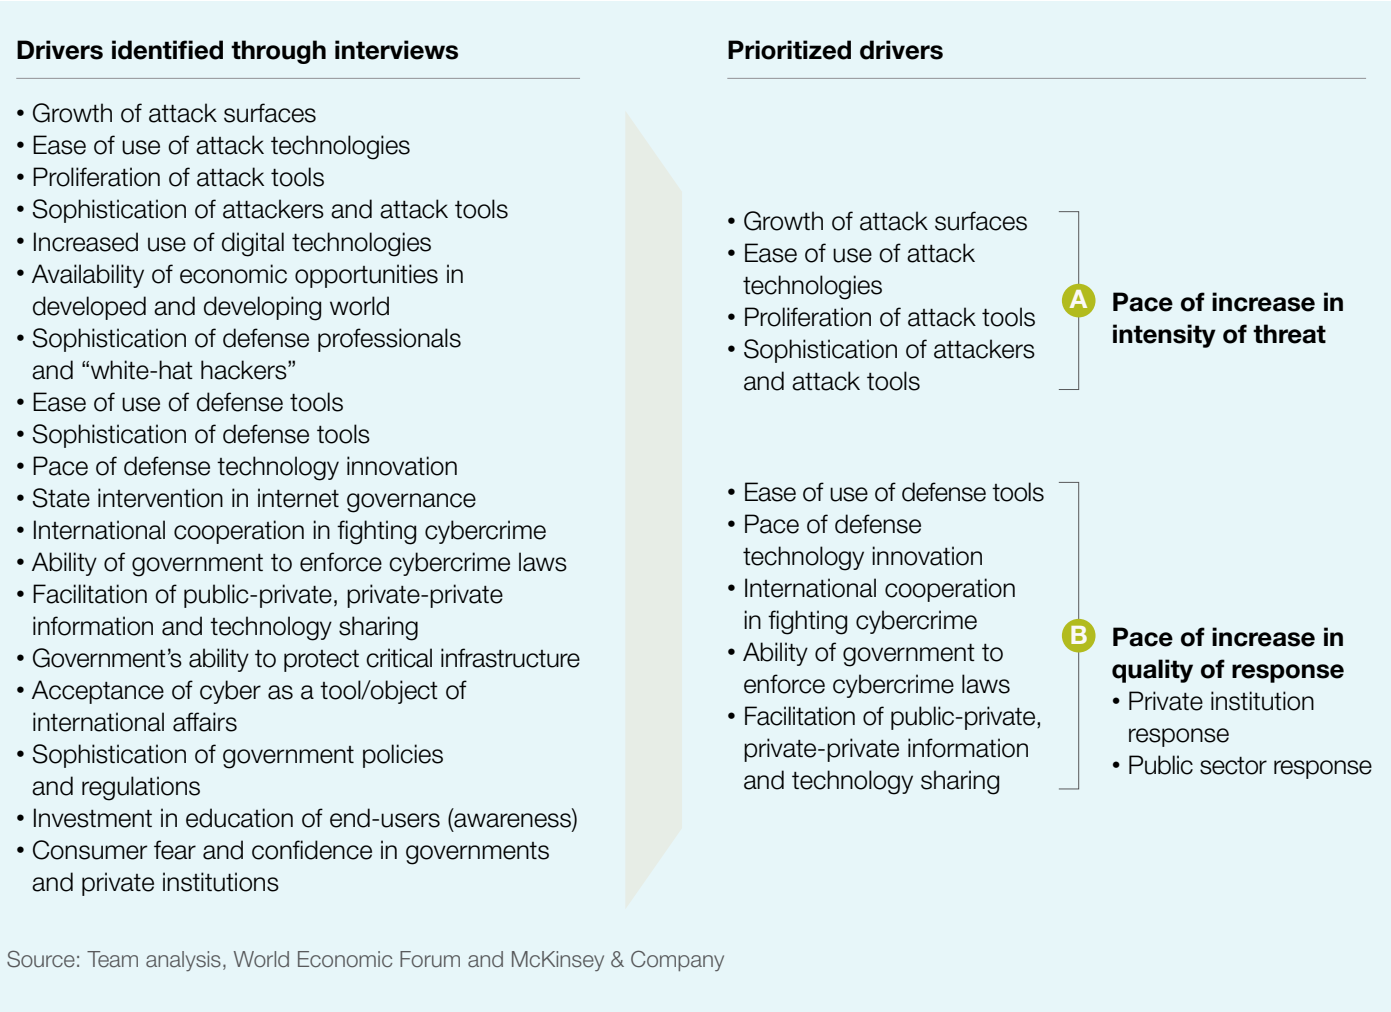 Drivers identified through interviews
• Growth of attack surfaces
• Ease of use of attack technologies
• Proliferation of attack tools
• Sophistication of attackers and attack tools
• Increased use of digital technologies
• Availability of economic opportunities in
developed and developing world
• Sophistication of defense professionals
and “white-hat hackers”
• Ease of use of defense tools
• Sophistication of defense tools
• Pace of defense technology innovation
• State intervention in internet governance
• International cooperation in fighting cybercrime
• Ability of government to enforce cybercrime laws
• Facilitation of public-private, private-private
information and technology sharing
• Government’s ability to protect critical infrastructure
• Acceptance of cyber as a tool/object of
international affairs
• Sophistication of government policies
and regulations
• Investment in education of end-users (awareness)
• Consumer fear and confidence in governments
and private institutions
Prioritized drivers
• Growth of attack surfaces
• Ease of use of attack
technologies
• Proliferation of attack tools
• Sophistication of attackers
and attack tools
A
Pace of increase in
intensity of threat
• Ease of use of defense tools
• Pace of defense
technology innovation
• International cooperation
in fighting cybercrime
• Ability of government to
enforce cybercrime laws
• Facilitation of public-private,
private-private information
and technology sharing
B
Pace of increase in
quality of response
• Private institution
response
• Public sector response
Source: Team analysis, World Economic Forum and McKinsey & Company